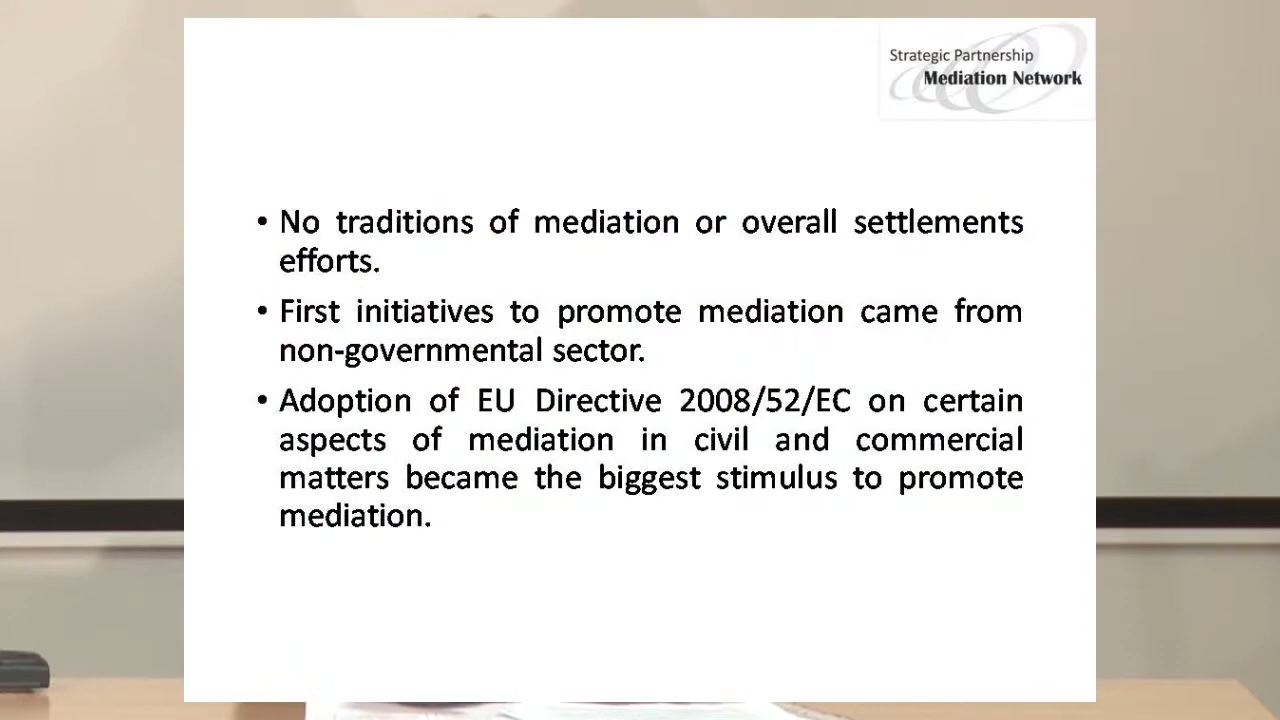 Strategic Partnership
Mediation Network
• No traditions of mediation or overall settlements
efforts.
• First initiatives to promote mediation came from
non-governmental sector.
• Adoption of EU Directive 2008/52/EC on certain
aspects of mediation in civil and commercial
matters became the biggest stimulus to promote
mediation.